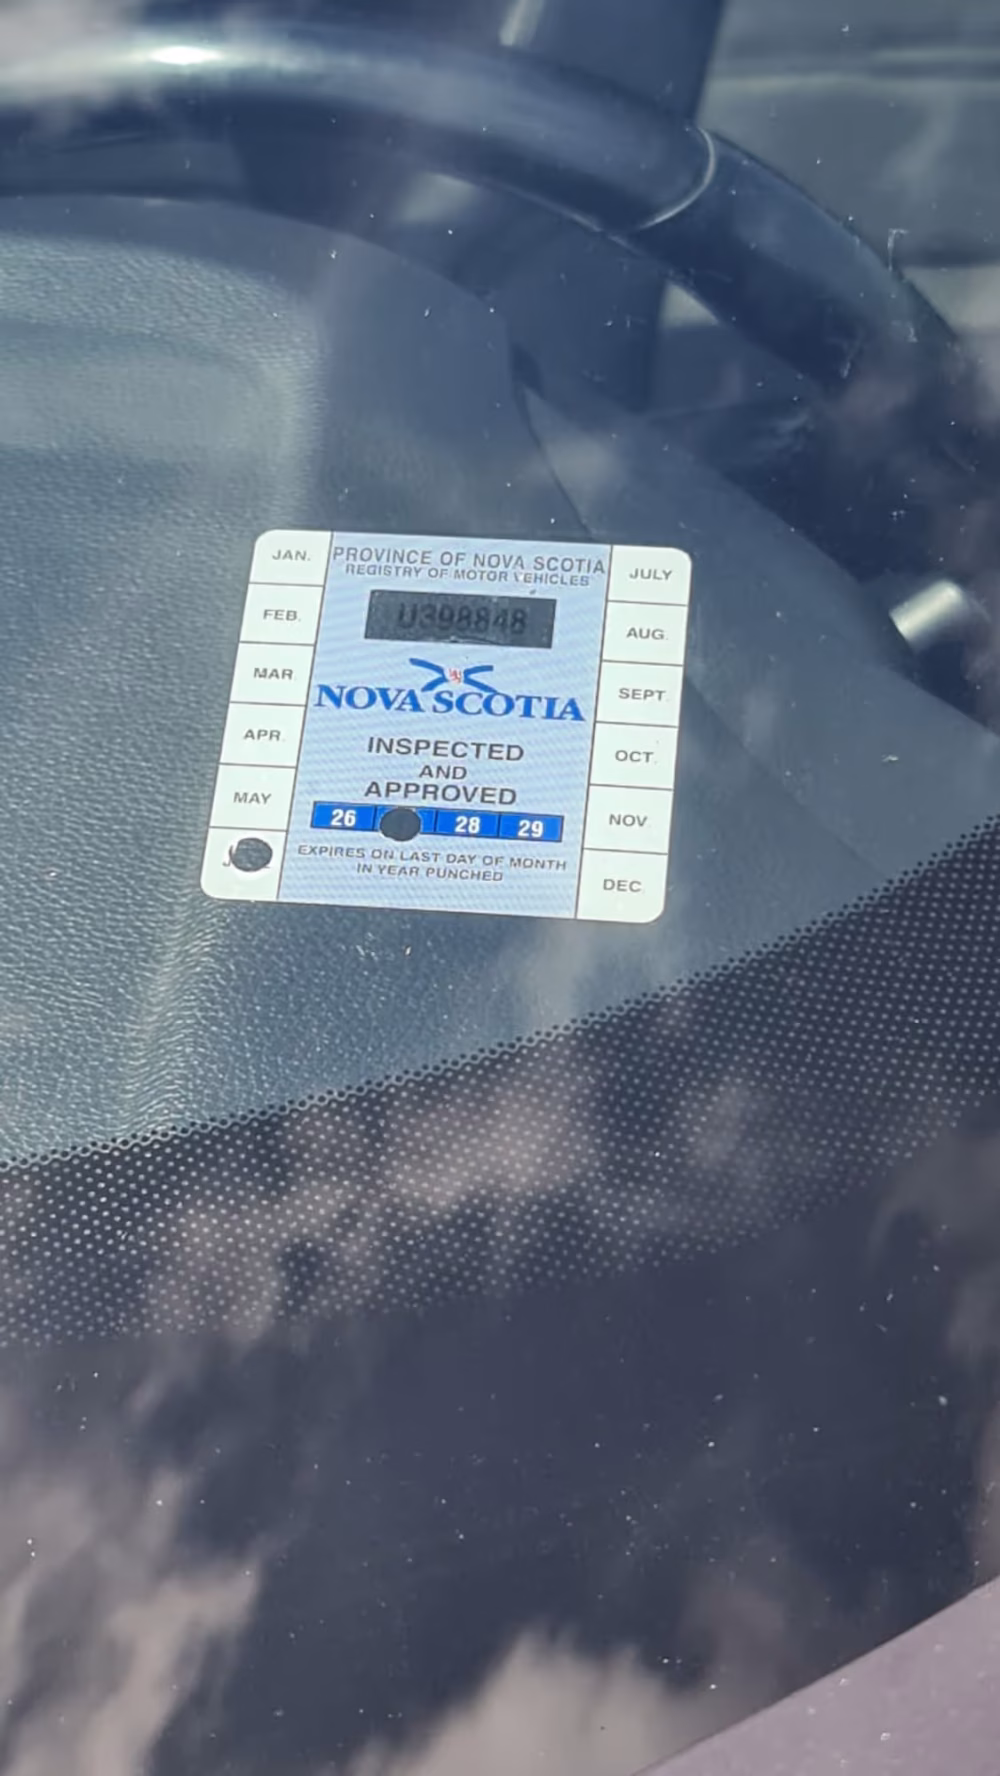 JAN.
FEB.
MAR.
APR.
MAY
PROVINCE OF NOVA SCOTIA
REGISTRY OF MOTOR VEHICLES
U398848
NOVA SCOTIA
INSPECTED
AND
APPROVED
26 28 29
EXPIRES ON LAST DAY OF MONTH
IN YEAR PUNCHED
JULY
AUG.
SEPT.
OCT.
NOV.
DEC.